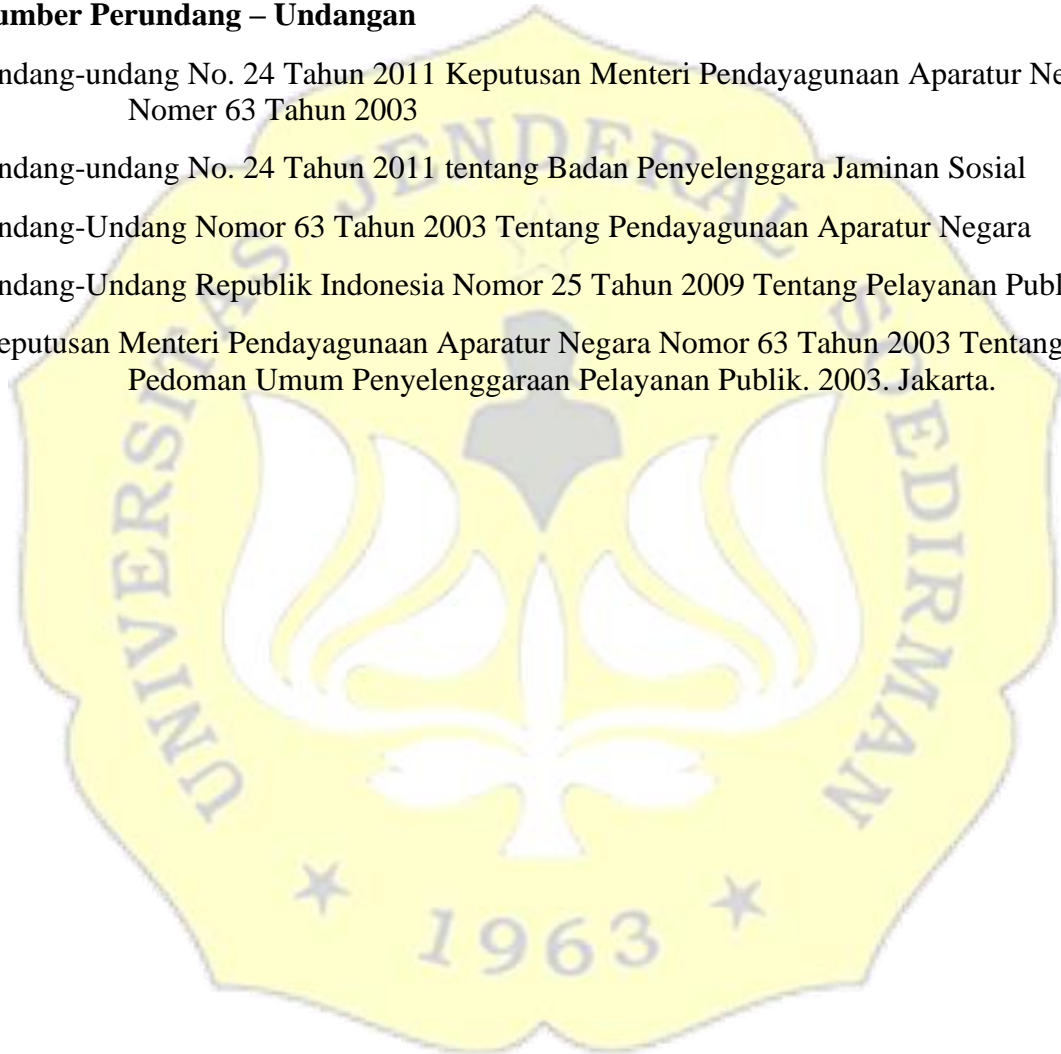 umber Perundang – Undangan
ndang-undang No. 24 Tahun 2011 Keputusan Menteri Pendayagunaan Aparatur Ne
Nomer 63 Tahun 2003
ndang-undang No. 24 Tahun 2011 tentang Badan Penyelenggara Jaminan Sosial
ndang-Undang Nomor 63 Tahun 2003 Tentang Pendayagunaan Aparatur Negara
ndang-Undang Republik Indonesia Nomor 25 Tahun 2009 Tentang Pelayanan Publ
eputusan Menteri Pendayagunaan Aparatur Negara Nomor 63 Tahun 2003 Tentang
Pedoman Umum Penyelenggaraan Pelayanan Publik. 2003. Jakarta.
UNIVERSITAS JENDERAL SOEDIRMAN
1963